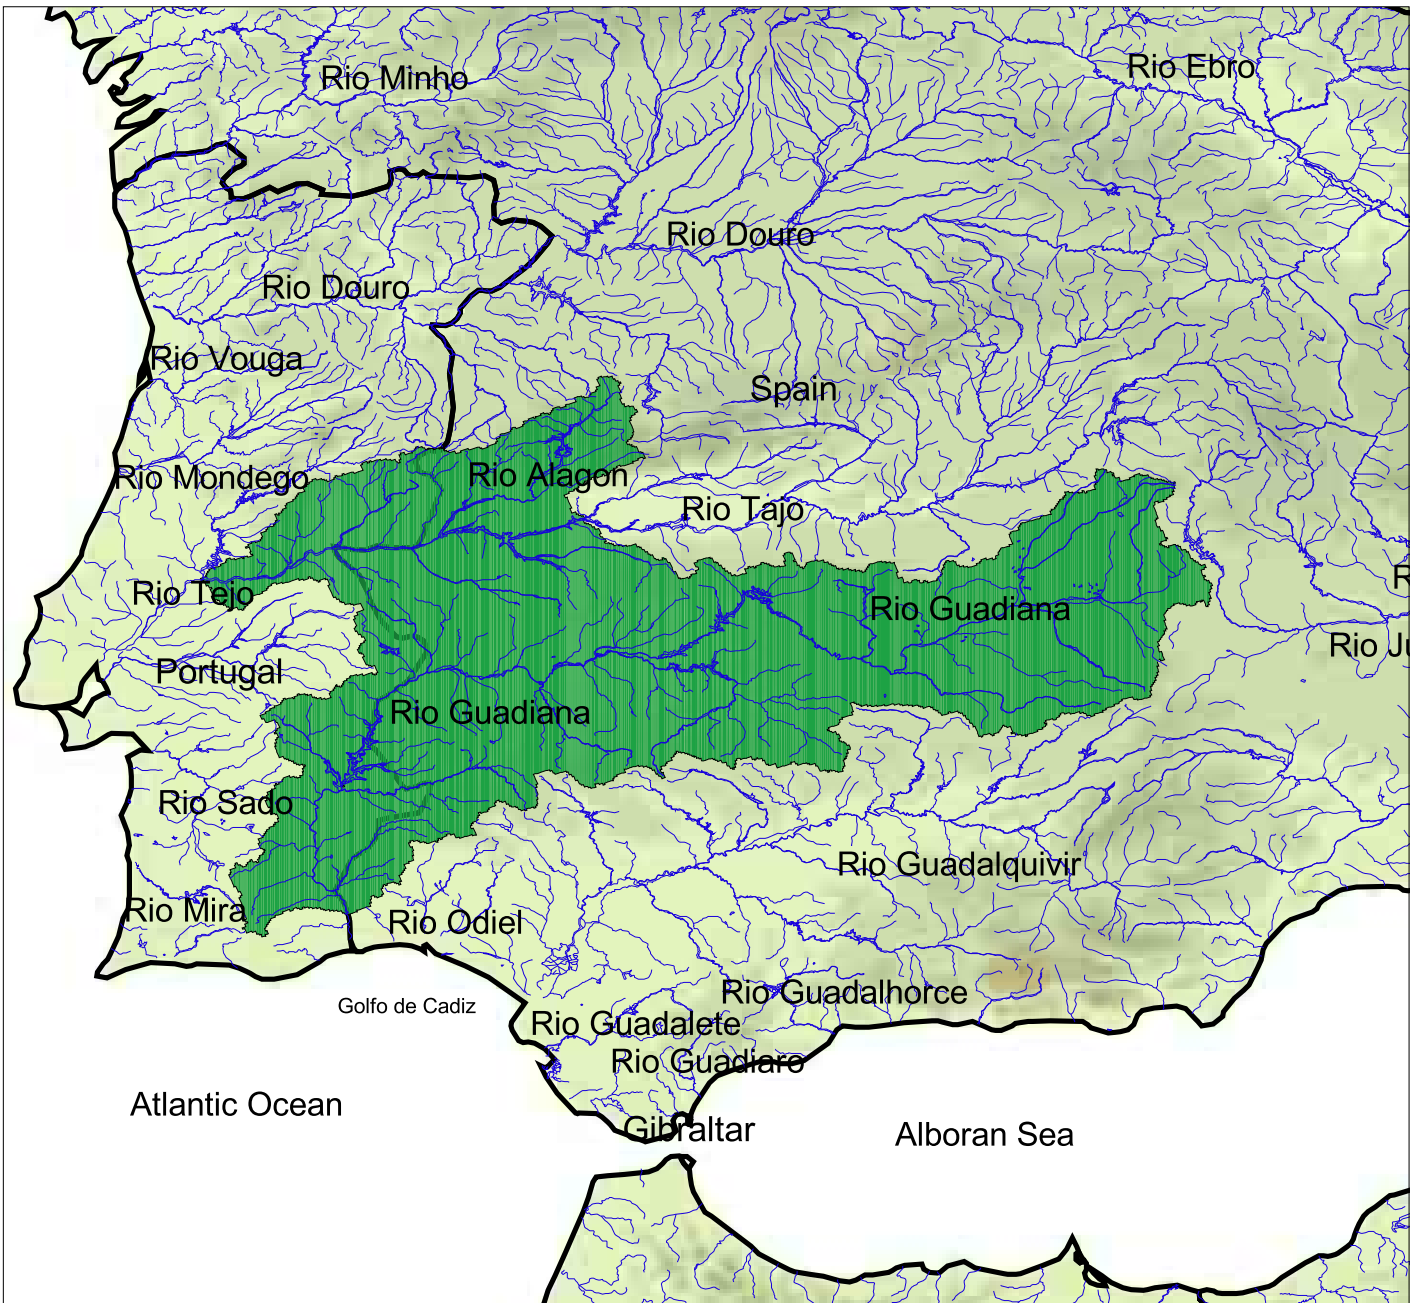 Rio Minho
Rio Ebro
Rio Douro
Rio Douro
Rio Vouga
Spain
Rio Mondego
Rio Alagon
Rio Tajo
Rio Tejo
Rio Guadiana
R
Rio Ju
Portugal
Rio Guadiana
Rio Sado
Rio Guadalquivir
Rio Mira
Rio Odiel
Rio Guadalhorce
Golfo de Cadiz
Rio Guadalete
Rio Guadiaro
Atlantic Ocean
Gibraltar
Alboran Sea